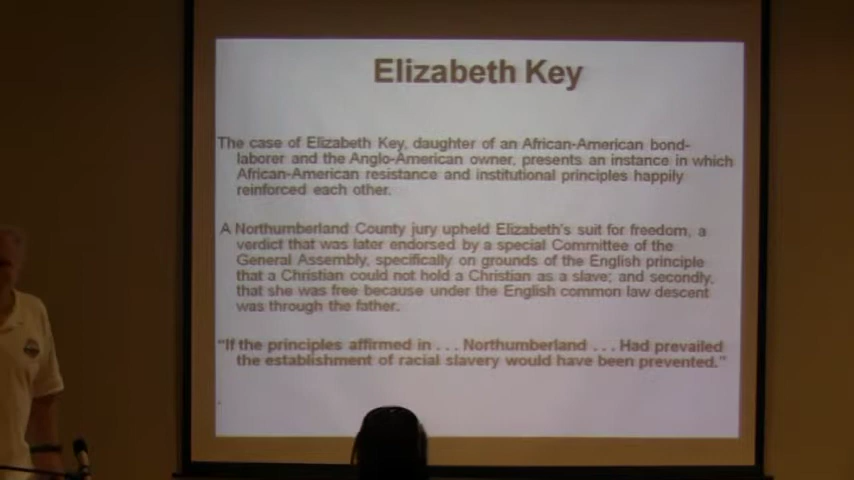 Elizabeth Key
The case of Elizabeth Key, daughter of an African-American bond-
laborer and the Anglo-American owner, presents an instance in which
African-American resistance and institutional principles happily
reinforced each other.
A Northumberland County jury upheld Elizabeth's suit for freedom, a
verdict that was later endorsed by a special Committee of the
General Assembly, specifically on grounds of the English principle
that a Christian could not hold a Christian as a slave; and secondly,
that she was free because under the English common law descent
was through the father.
"If the principles affirmed in . . . Northumberland . . . Had prevailed
the establishment of racial slavery would have been prevented."